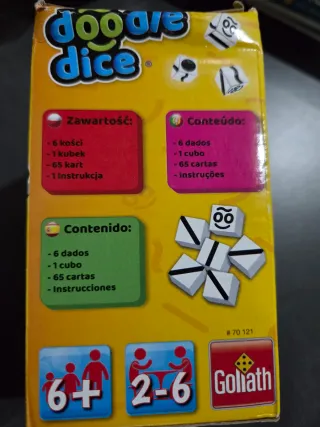 doodle
dice
Zawartość:
- 6 kości
- 1 kubek
- 65 kart
- 1 Instrukcja
Conteúdo:
- 6 dados
- 1 cubo
- 65 cartas
- Instruções
Contenido:
- 6 dados
- 1 cubo
- 65 cartas
- Instrucciones
# 70 121
6+
2-6
Goliath